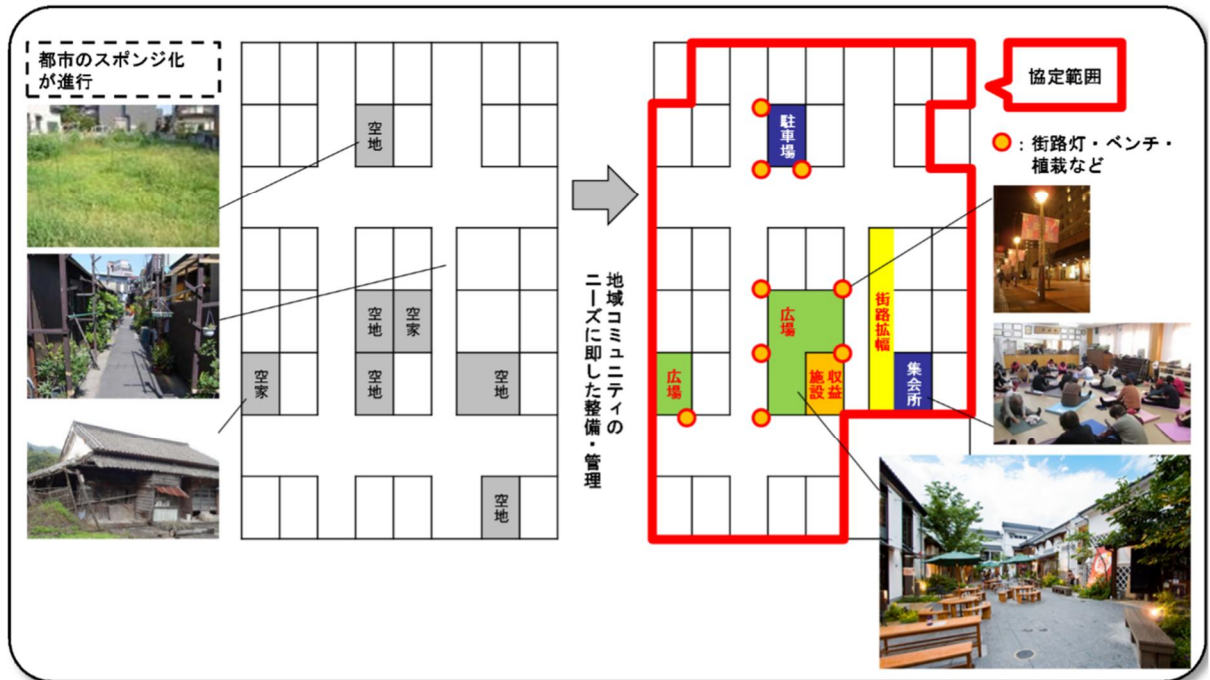 都市のスポンジ化
が進行
空地
空地
空家
空家
空地
空地
空地
地域コミュニティの
ニーズに即した整備・管理
協定範囲
：街路灯・ベンチ・
植栽など
駐車場
広場
街路拡幅
広場
収益
施設
集会所